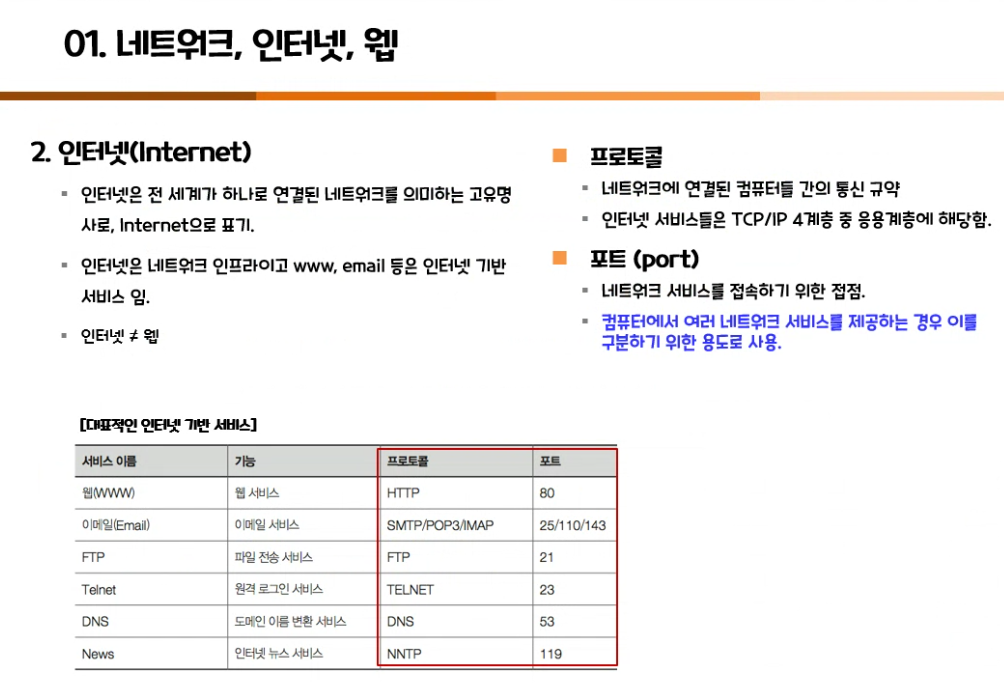 01. 네트워크, 인터넷, 웹
2. 인터넷(Internet)
인터넷은 전 세계가 하나로 연결된 네트워크를 의미하는 고유명
사로, Internet으로 표기.
인터넷은 네트워크 인프라이고 www, email 등은 인터넷 기반
서비스 임.
인터넷 ≠ 웹
프로토콜
네트워크에 연결된 컴퓨터들 간의 통신 규약
인터넷 서비스들은 TCP/IP 4계층 중 응용계층에 해당함.
포트 (port)
네트워크 서비스를 접속하기 위한 접점.
컴퓨터에서 여러 네트워크 서비스를 제공하는 경우 이를
구분하기 위한 용도로 사용.
[대표적인 인터넷 기반 서비스]
서비스 이름 기능 프로토콜 포트
웹(WWW) 웹 서비스 HTTP 80
이메일(Email) 이메일 서비스 SMTP/POP3/IMAP 25/110/143
FTP 파일 전송 서비스 FTP 21
Telnet 원격 로그인 서비스 TELNET 23
DNS 도메인 이름 변환 서비스 DNS 53
News 인터넷 뉴스 서비스 NNTP 119